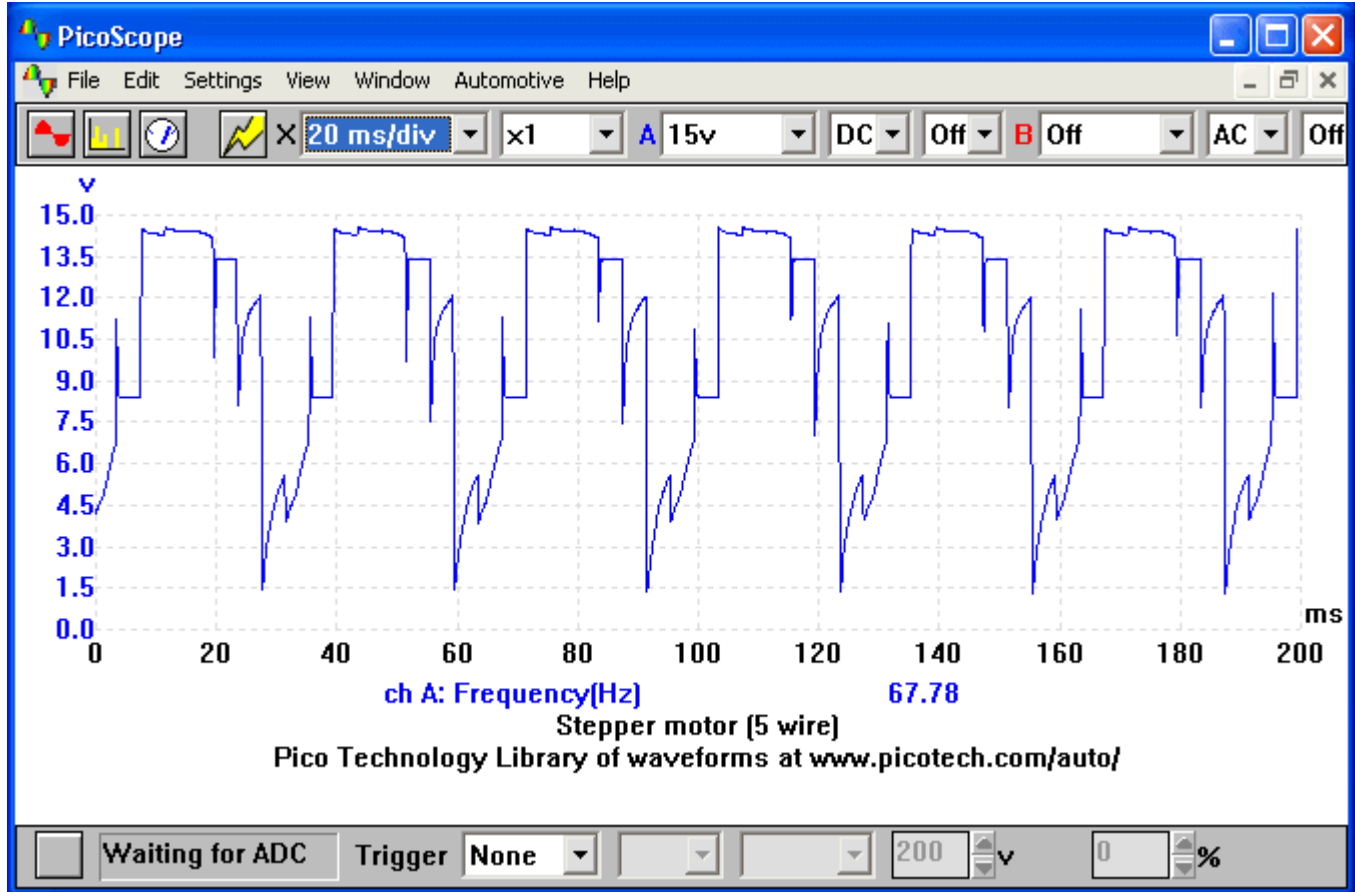 PicoScope
File Edit Settings View Window Automotive Help
X 20 ms/div x1 A 15v DC Off B Off AC Off
v
15.0
13.5
12.0
10.5
9.0
7.5
6.0
4.5
3.0
1.5
0.0
ms
0 20 40 60 80 100 120 140 160 180 200
ch A: Frequency(Hz) 67.78
Stepper motor (5 wire)
Pico Technology Library of waveforms at www.picotech.com/auto/
Waiting for ADC Trigger None 200 v 0 %